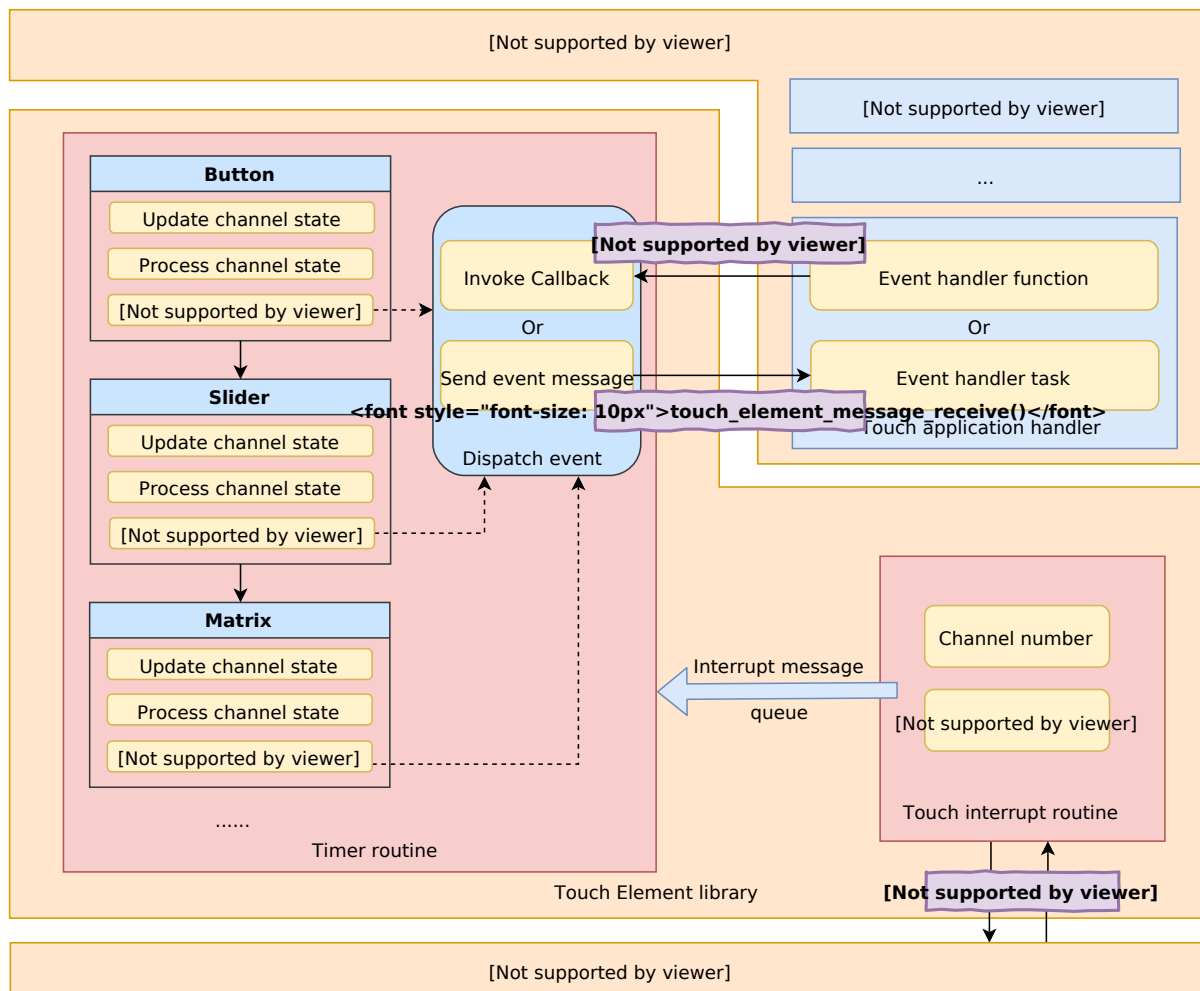 [Not supported by viewer]
[Not supported by viewer]
...
Button
Update channel state
Process channel state
[Not supported by viewer]
Slider
Update channel state
Process channel state
[Not supported by viewer]
Matrix
Update channel state
Process channel state
[Not supported by viewer]
......
Timer routine
Invoke Callback
Or
Send event message
Dispatch event
[Not supported by viewer]
<font style="font-size: 10px">touch_element_message_receive()</font>
Event handler function
Or
Event handler task
Touch application handler
Interrupt message
queue
Channel number
[Not supported by viewer]
Touch interrupt routine
[Not supported by viewer]
Touch Element library
[Not supported by viewer]